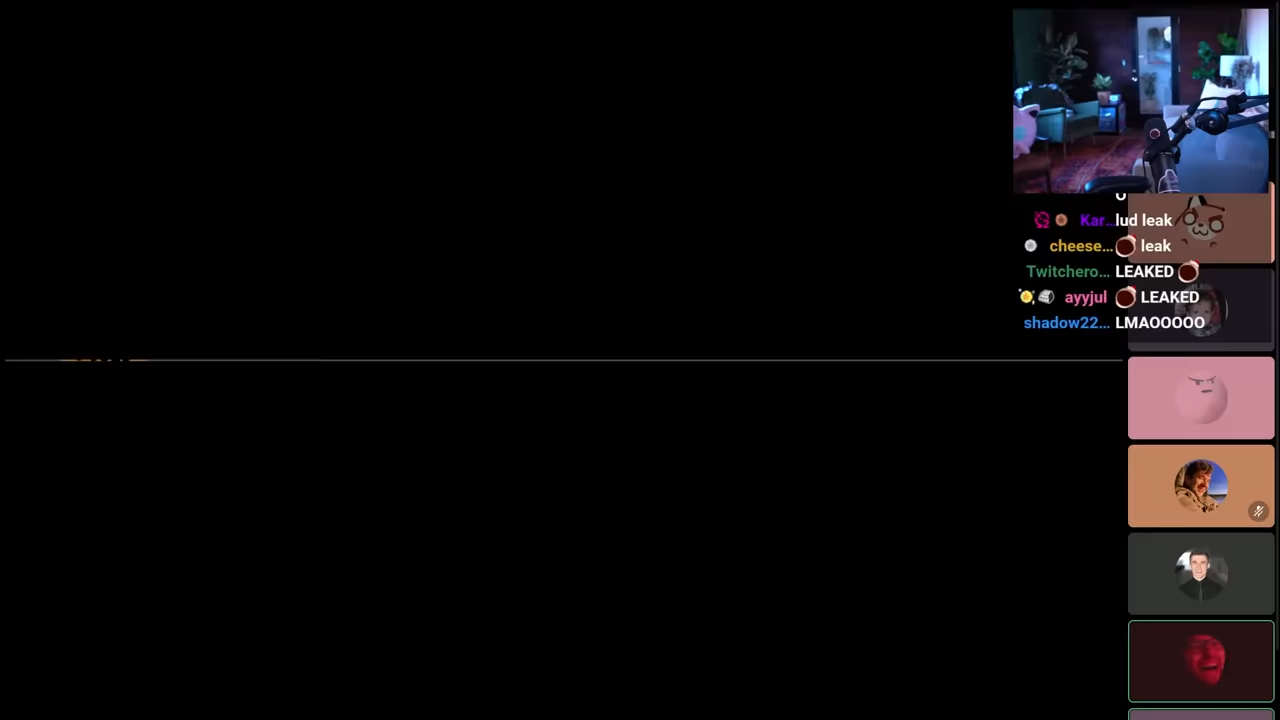 Kar... lud leak
cheese... leak
Twitchero... LEAKED
ayyjul LEAKED
shadow22... LMAOOOOO